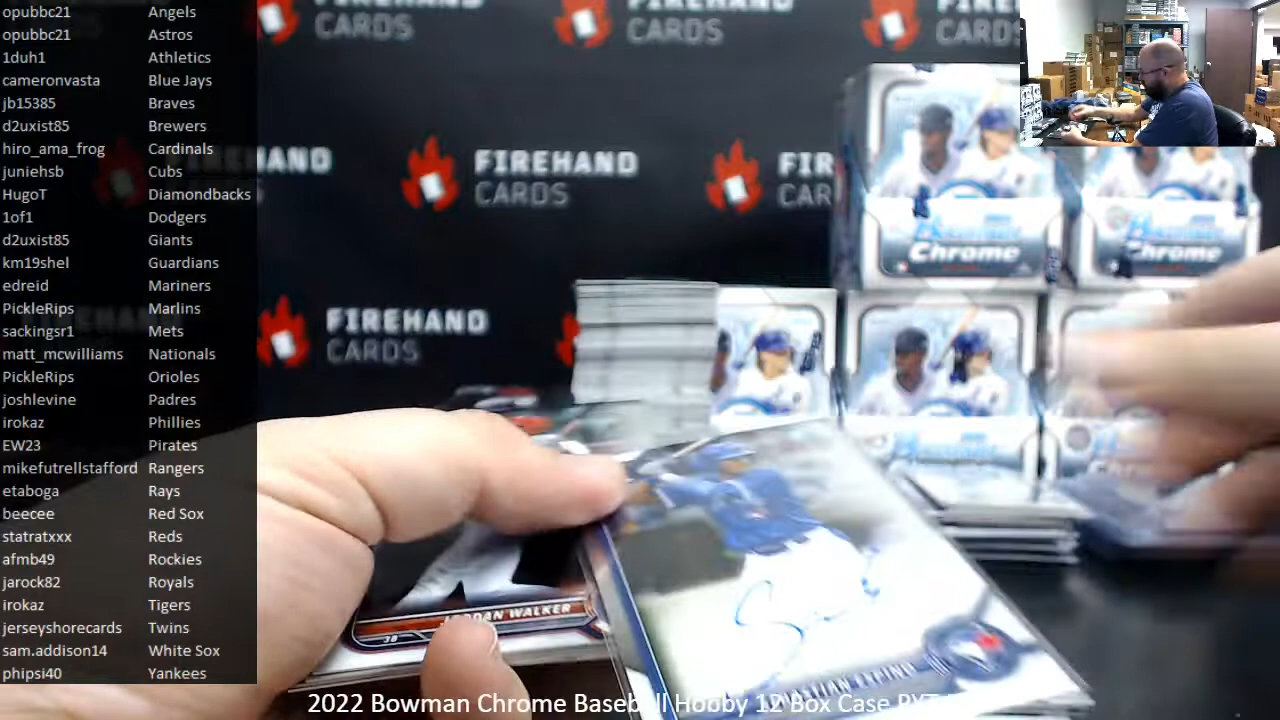 opubbc21 Angels
opubbc21 Astros
1duh1 Athletics
cameronvasta Blue Jays
jb15385 Braves
d2uxist85 Brewers
hiro_ama_frog Cardinals
juniehsb Cubs
HugoT Diamondbacks
1of1 Dodgers
d2uxist85 Giants
km19shel Guardians
edreid Mariners
PickleRips Marlins
sackingsr1 Mets
matt_mcwilliams Nationals
PickleRips Orioles
joshlevine Padres
irokaz Phillies
EW23 Pirates
mikefutrellstafford Rangers
etaboga Rays
beecee Red Sox
statratxxx Reds
afmb49 Rockies
jarock82 Royals
irokaz Tigers
jerseyshorecards Twins
sam.addison14 White Sox
phipsi40 Yankees
FIREHAND
CARDS
FIREHAND
CARDS
CARDS
CARDS
CARDS
Chrome
Chrome
JORDAN WALKER
2022 Bowman Chrome Baseball Hobby 12 Box Case PYT